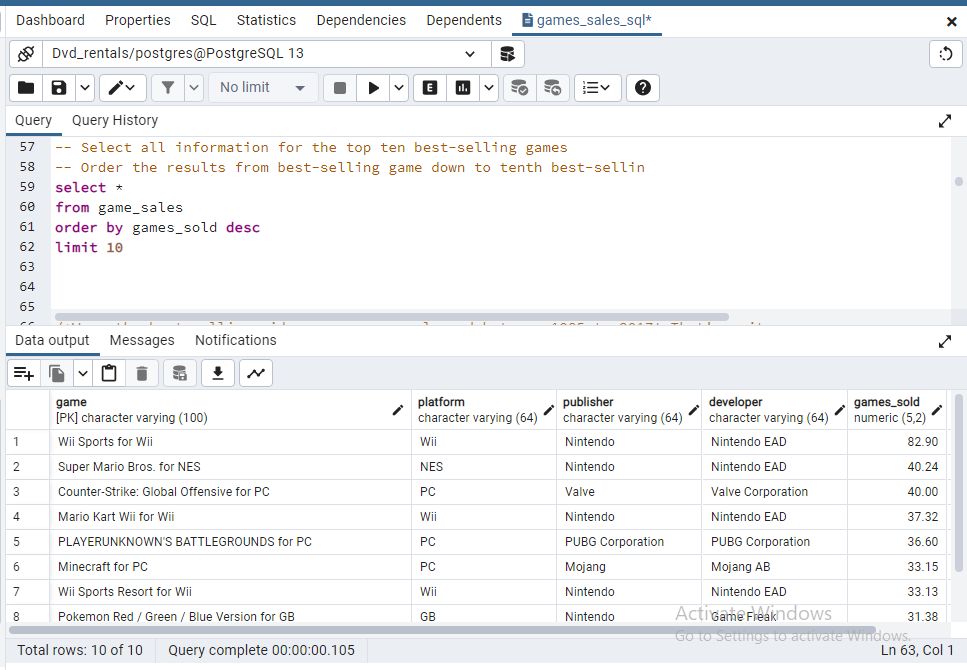 Dashboard Properties SQL Statistics Dependencies Dependents games_sales_sql*
Dvd_rentals/postgres@PostgreSQL 13
No limit E
Query Query History
57 -- Select all information for the top ten best-selling games
58 -- Order the results from best-selling game down to tenth best-sellin
59 select *
60 from game_sales
61 order by games_sold desc
62 limit 10
63
64
65
Data output Messages Notifications
game platform publisher developer games_sold
[PK] character varying (100) character varying (64) character varying (64) character varying (64) numeric (5,2)
1 Wii Sports for Wii Wii Nintendo Nintendo EAD 82.90
2 Super Mario Bros. for NES NES Nintendo Nintendo EAD 40.24
3 Counter-Strike: Global Offensive for PC PC Valve Valve Corporation 40.00
4 Mario Kart Wii for Wii Wii Nintendo Nintendo EAD 37.32
5 PLAYERUNKNOWN'S BATTLEGROUNDS for PC PC PUBG Corporation PUBG Corporation 36.60
6 Minecraft for PC PC Mojang Mojang AB 33.15
7 Wii Sports Resort for Wii Wii Nintendo Nintendo EAD 33.13
8 Pokemon Red / Green / Blue Version for GB GB Nintendo Game Freak 31.38
Activate Windows
Go to Settings to activate Windows.
Total rows: 10 of 10 Query complete 00:00:00.105 Ln 63, Col 1